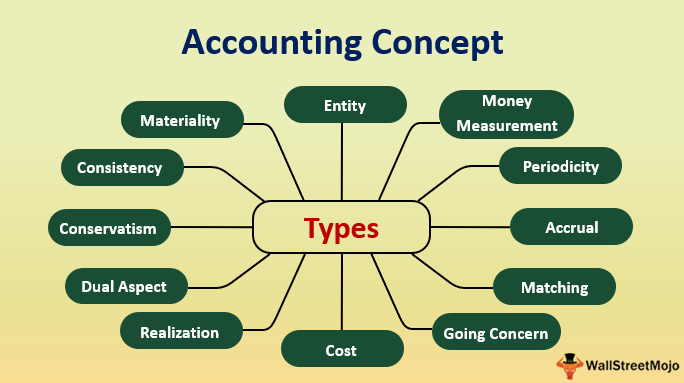 Accounting Concept
Entity
Money
Measurement
Periodicity
Accrual
Matching
Going Concern
Cost
Realization
Dual Aspect
Conservatism
Consistency
Materiality
Types
WallStreetMojo